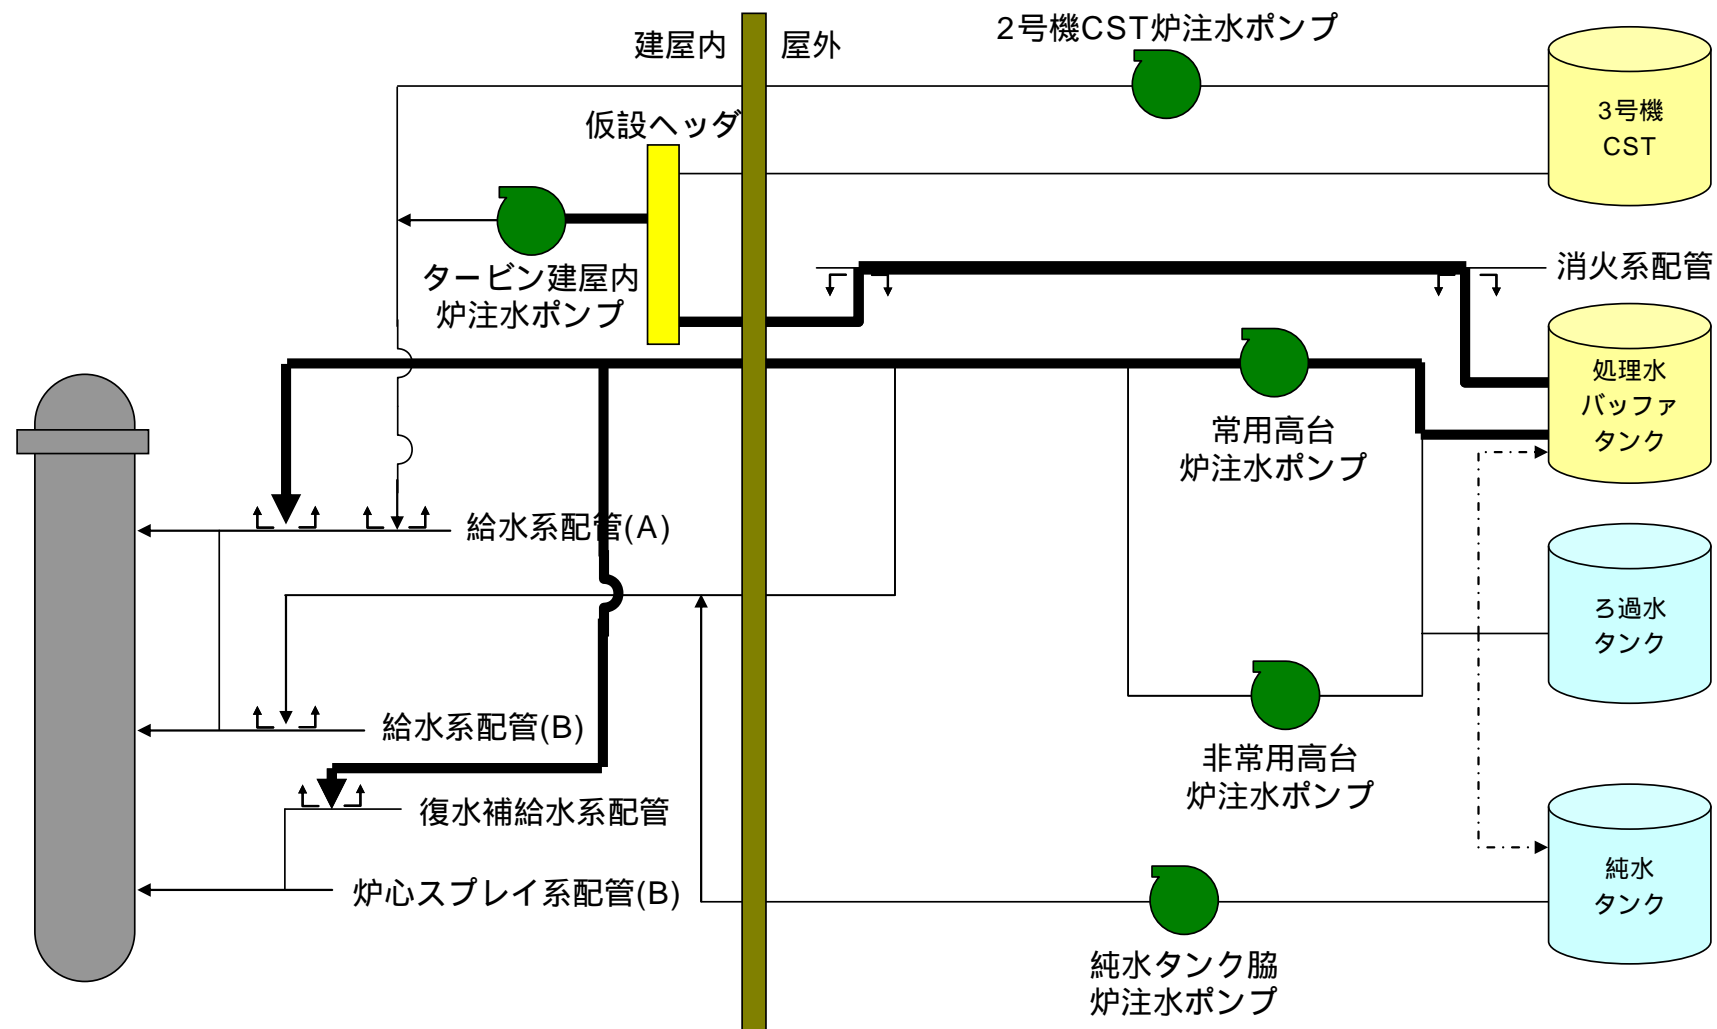 2号機CST炉注水ポンプ
建屋内
屋外
3号機
CST
仮設ヘッダ
消火系配管
タービン建屋内
炉注水ポンプ
処理水
バッファ
タンク
常用高台
炉注水ポンプ
給水系配管(A)
ろ過水
タンク
給水系配管(B)
非常用高台
炉注水ポンプ
復水補給水系配管
炉心スプレイ系配管(B)
純水
タンク
純水タンク脇
炉注水ポンプ